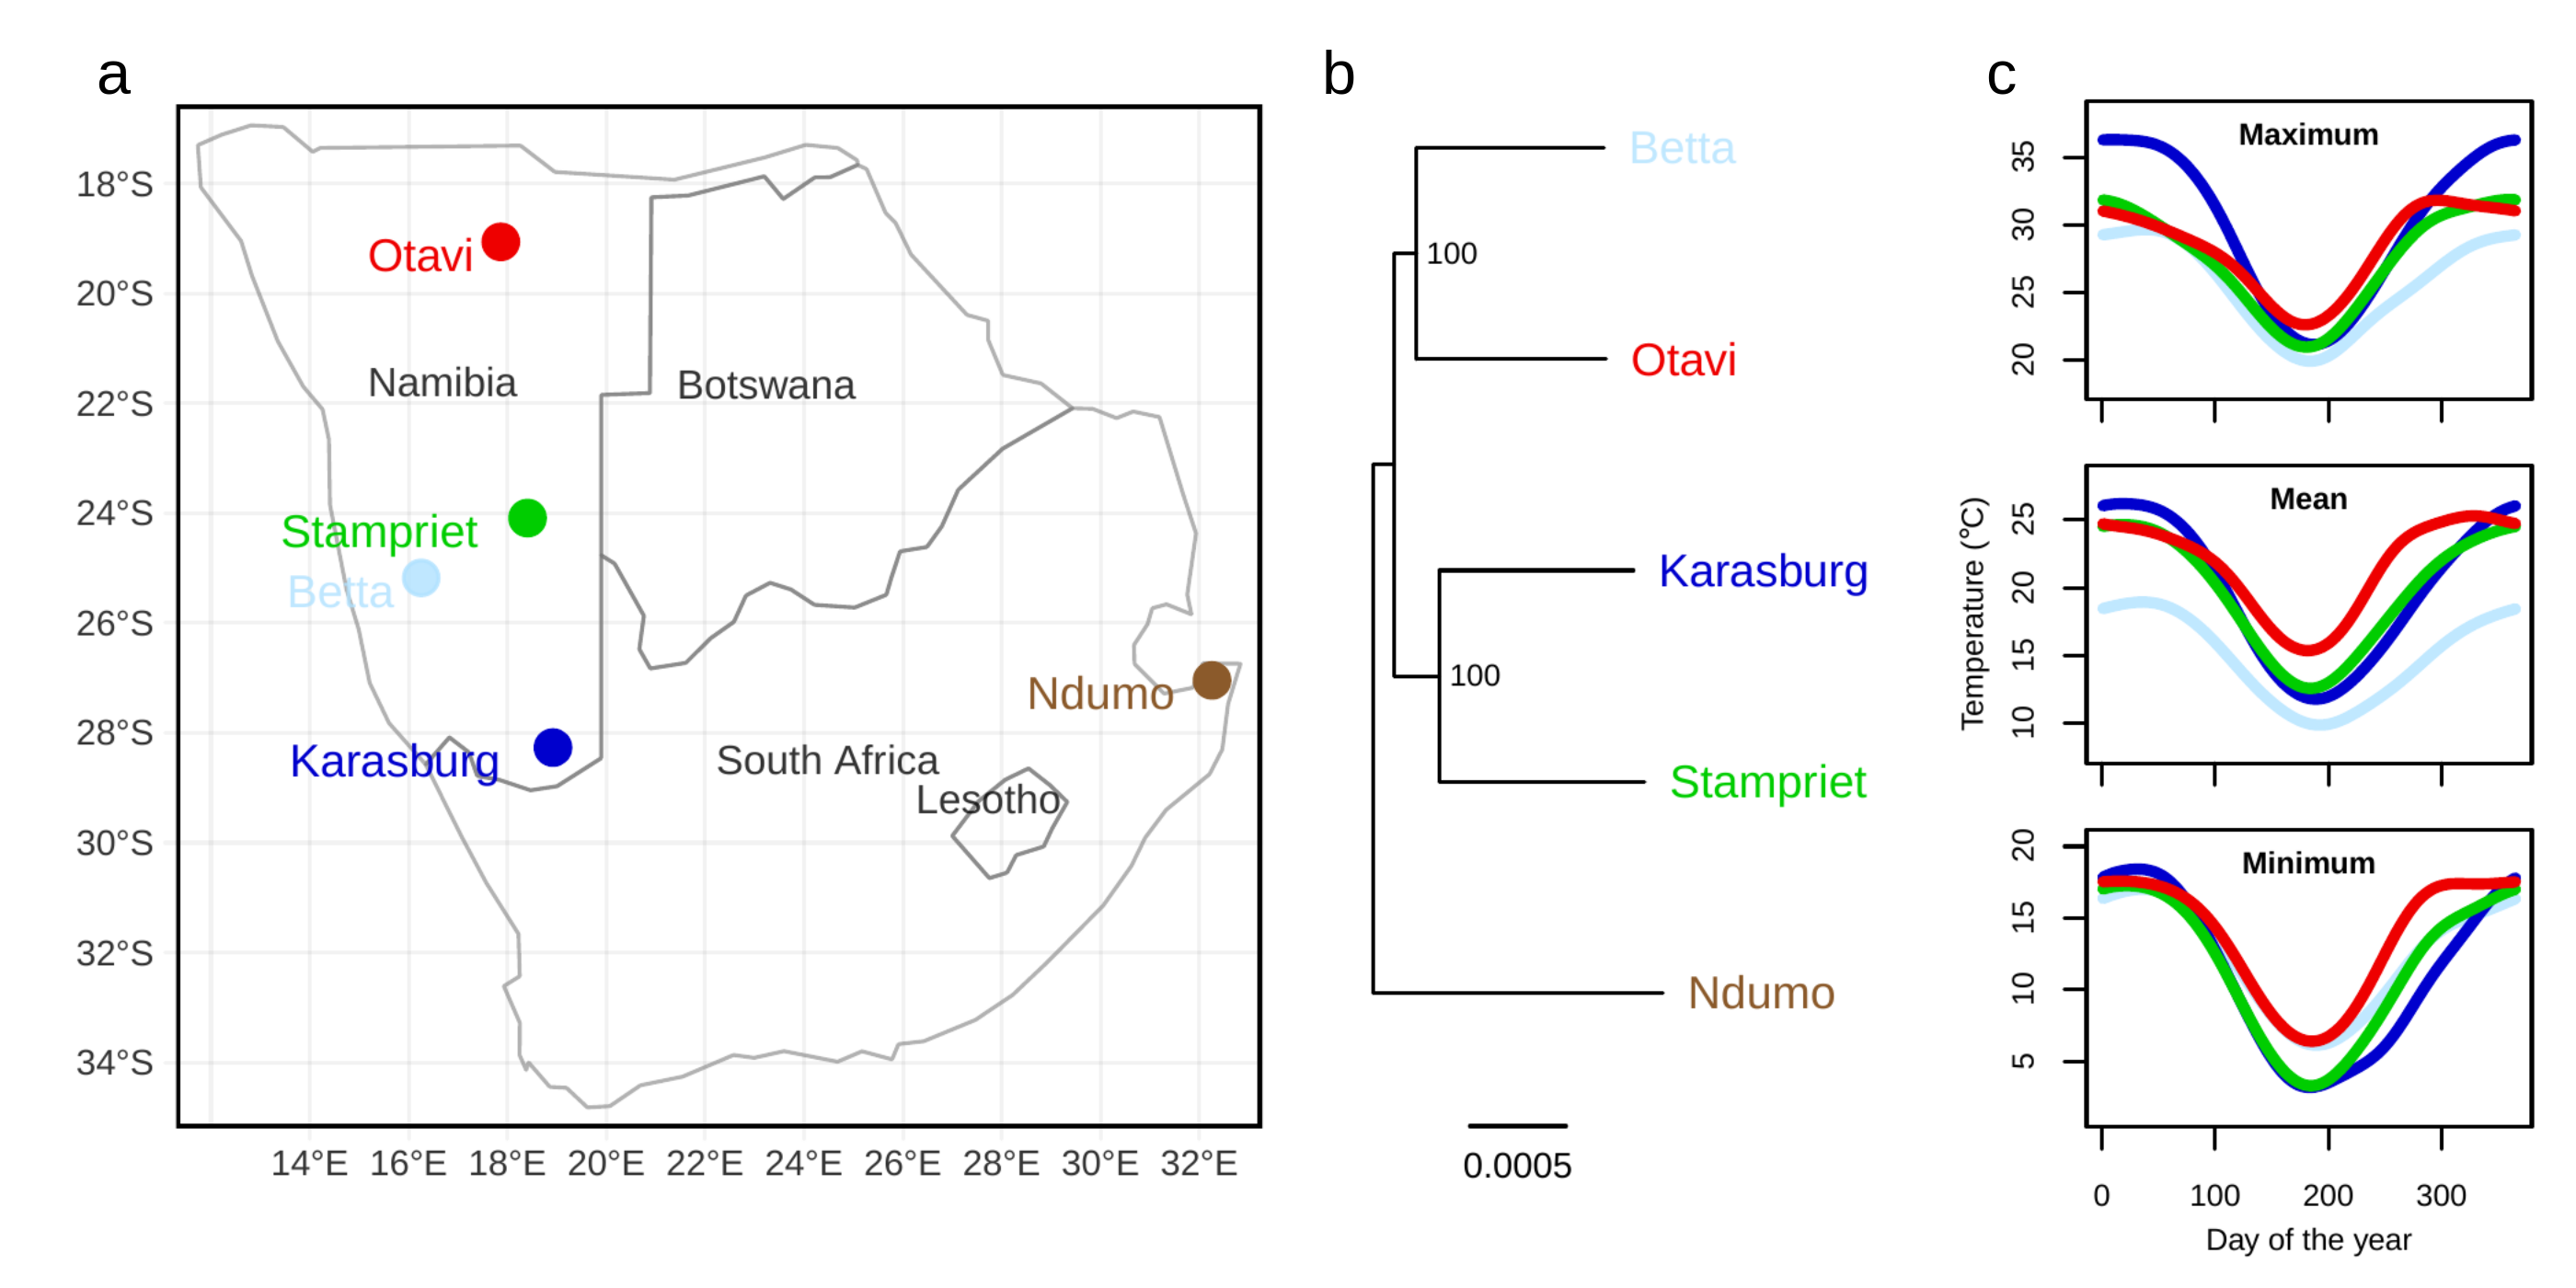 a
18°S
20°S
22°S
24°S
26°S
28°S
30°S
32°S
34°S
Otavi
Namibia
Botswana
Stampriet
Betta
Ndumo
Karasburg
South Africa
Lesotho
14°E 16°E 18°E 20°E 22°E 24°E 26°E 28°E 30°E 32°E
b
Betta
100
Otavi
Karasburg
100
Stampriet
Ndumo
0.0005
c
Maximum
35
30
25
20
Mean
25
20
15
10
Temperature (°C)
Minimum
20
15
10
5
0 100 200 300
Day of the year